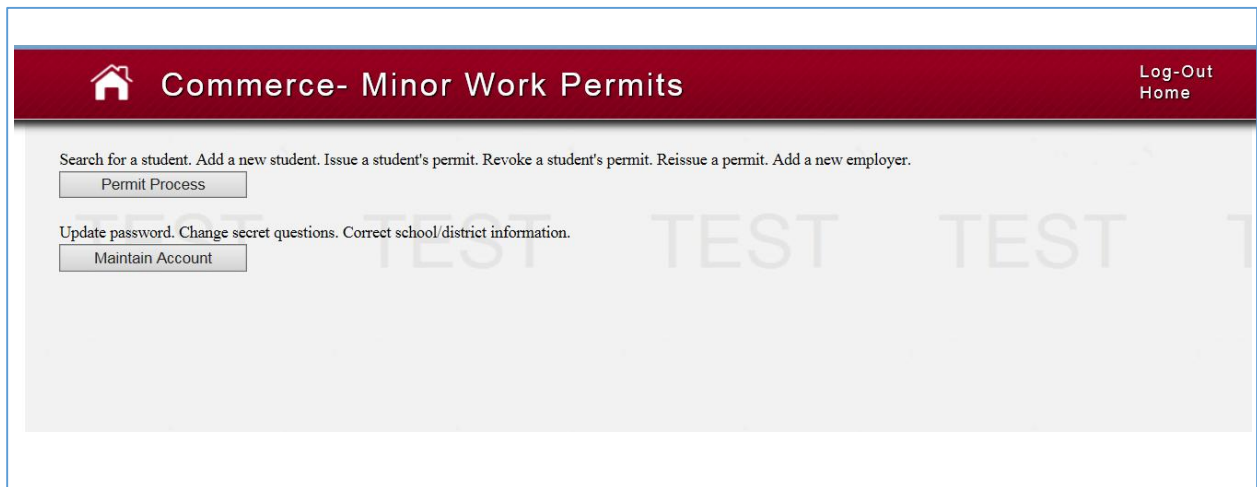 Commerce- Minor Work Permits
Log-Out
Home
Search for a student. Add a new student. Issue a student's permit. Revoke a student's permit. Reissue a permit. Add a new employer.
Permit Process
Update password. Change secret questions. Correct school/district information.
Maintain Account
TEST TEST TEST TEST